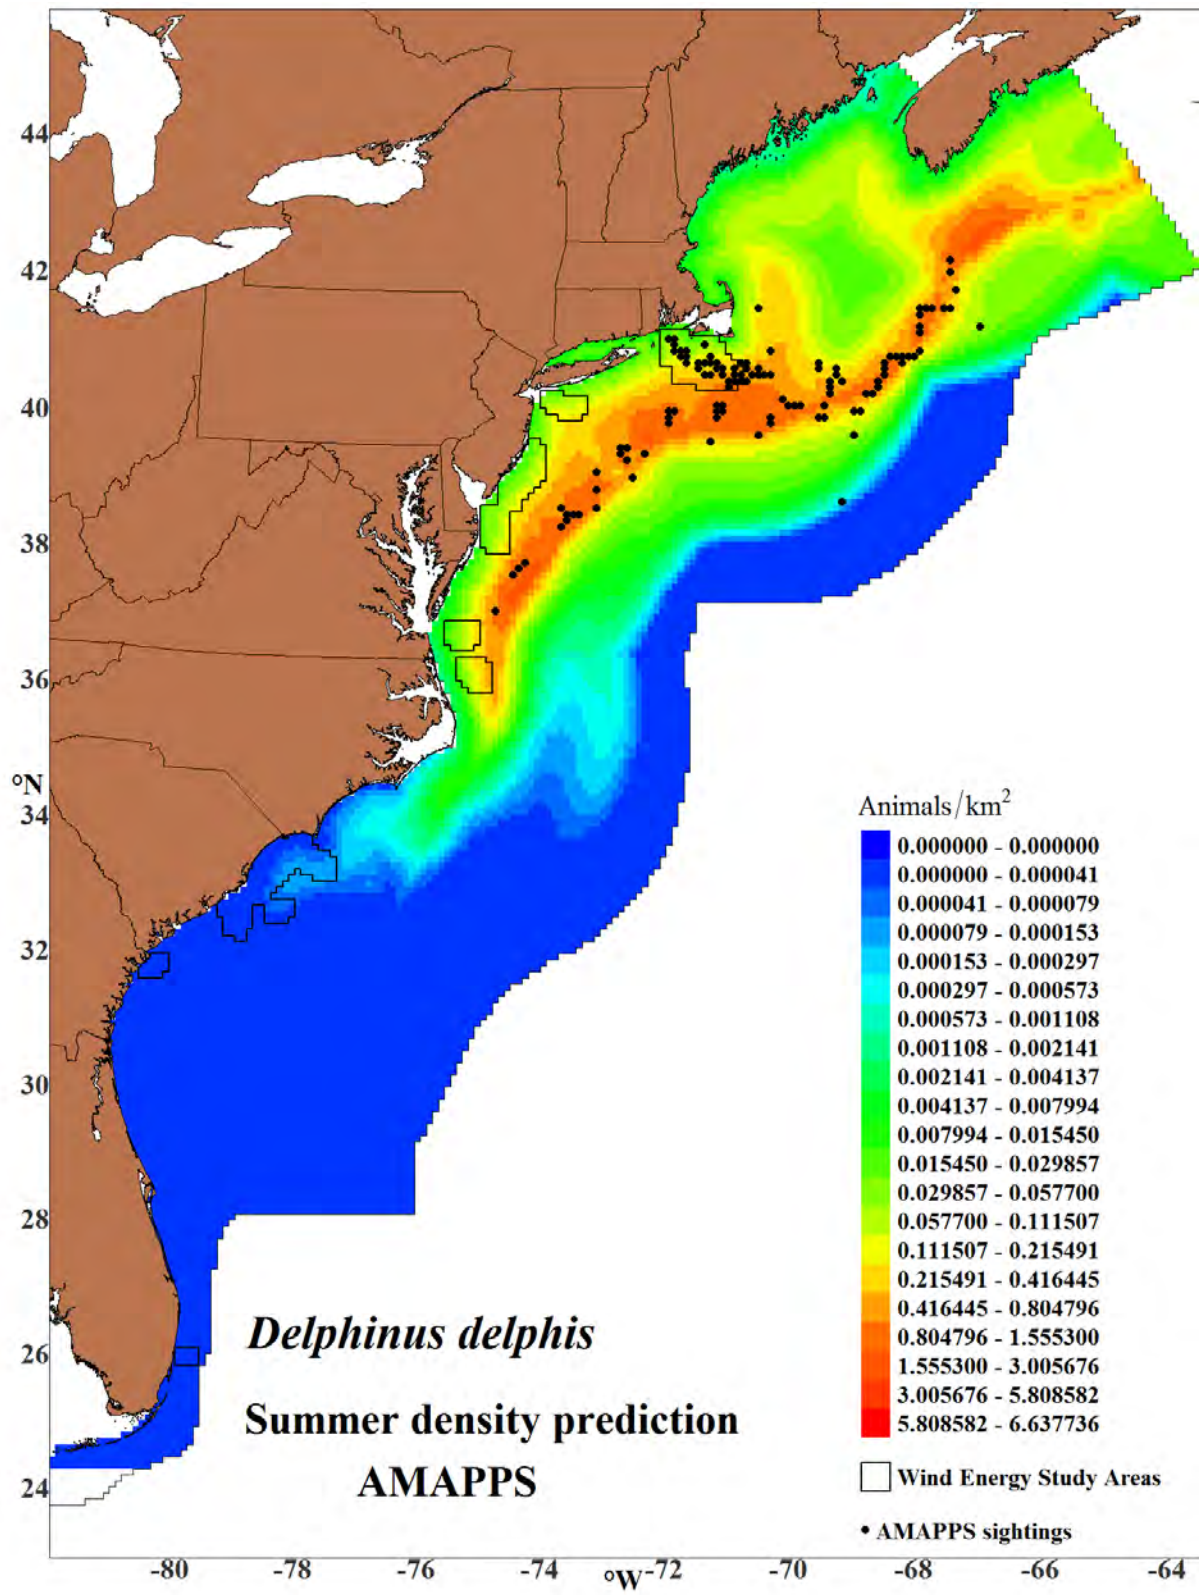 44
42
40
38
36
°N
34
32
30
28
26
24
Animals/km²
0.000000 - 0.000000
0.000000 - 0.000041
0.000041 - 0.000079
0.000079 - 0.000153
0.000153 - 0.000297
0.000297 - 0.000573
0.000573 - 0.001108
0.001108 - 0.002141
0.002141 - 0.004137
0.004137 - 0.007994
0.007994 - 0.015450
0.015450 - 0.029857
0.029857 - 0.057700
0.057700 - 0.111507
0.111507 - 0.215491
0.215491 - 0.416445
0.416445 - 0.804796
0.804796 - 1.555300
1.555300 - 3.005676
3.005676 - 5.808582
5.808582 - 6.637736
Wind Energy Study Areas
AMAPPS sightings
Delphinus delphis
Summer density prediction
AMAPPS
-80 -78 -76 -74 -72 -70 -68 -66 -64
°W